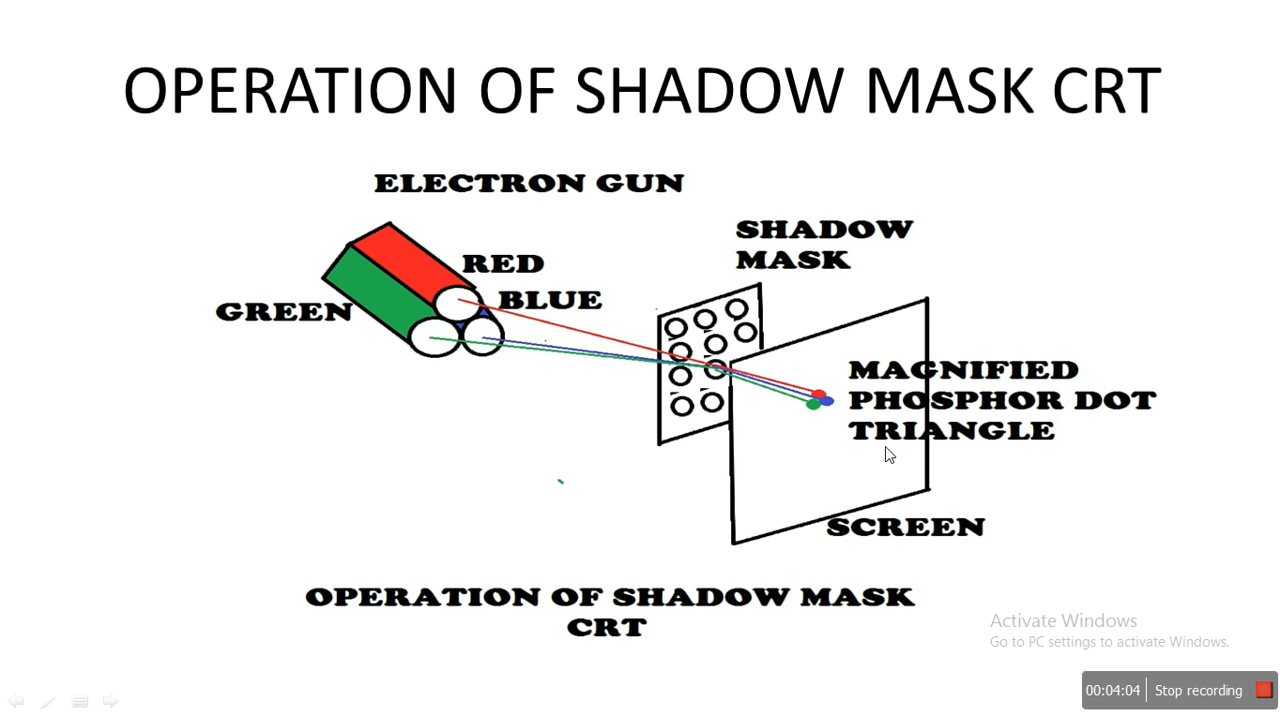 OPERATION OF SHADOW MASK CRT
ELECTRON GUN
SHADOW
MASK
RED
BLUE
GREEN
MAGNIFIED
PHOSPHOR DOT
TRIANGLE
SCREEN
OPERATION OF SHADOW MASK
CRT
Activate Windows
Go to PC settings to activate Windows.
00:04:04
Stop recording